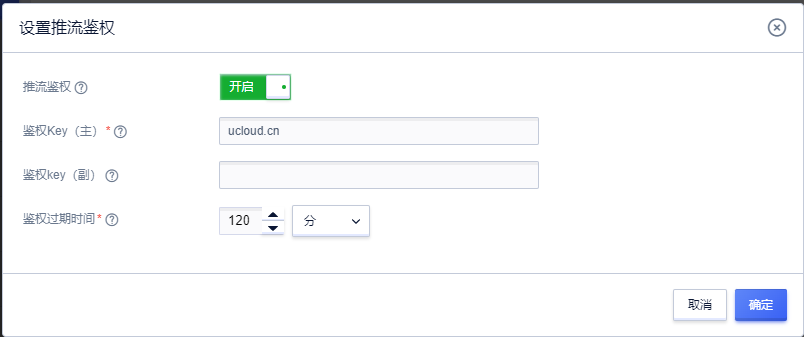 设置推流鉴权
推流鉴权 开启
鉴权Key（主）* ucloud.cn
鉴权key（副）
鉴权过期时间* 120 分
取消 确定